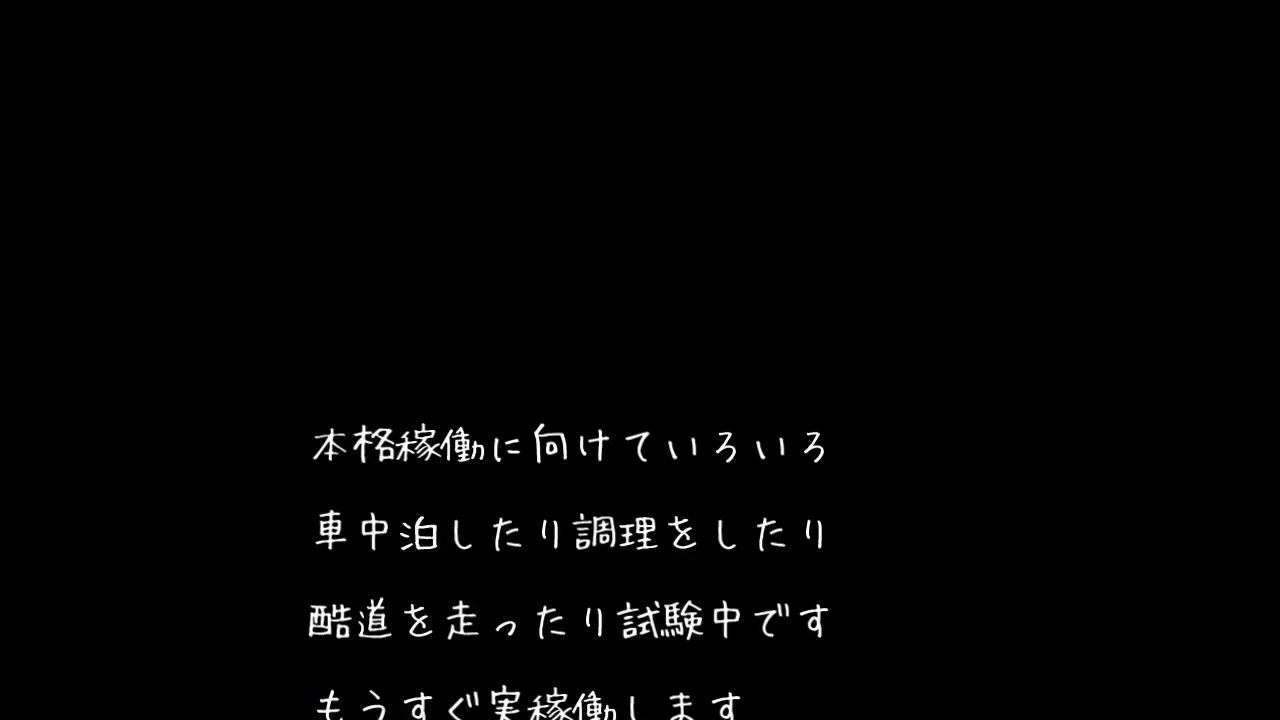 本格稼働に向けていろいろ
車中泊したり調理をしたり
酷道を走ったり試験中です
もうすぐ実稼働します